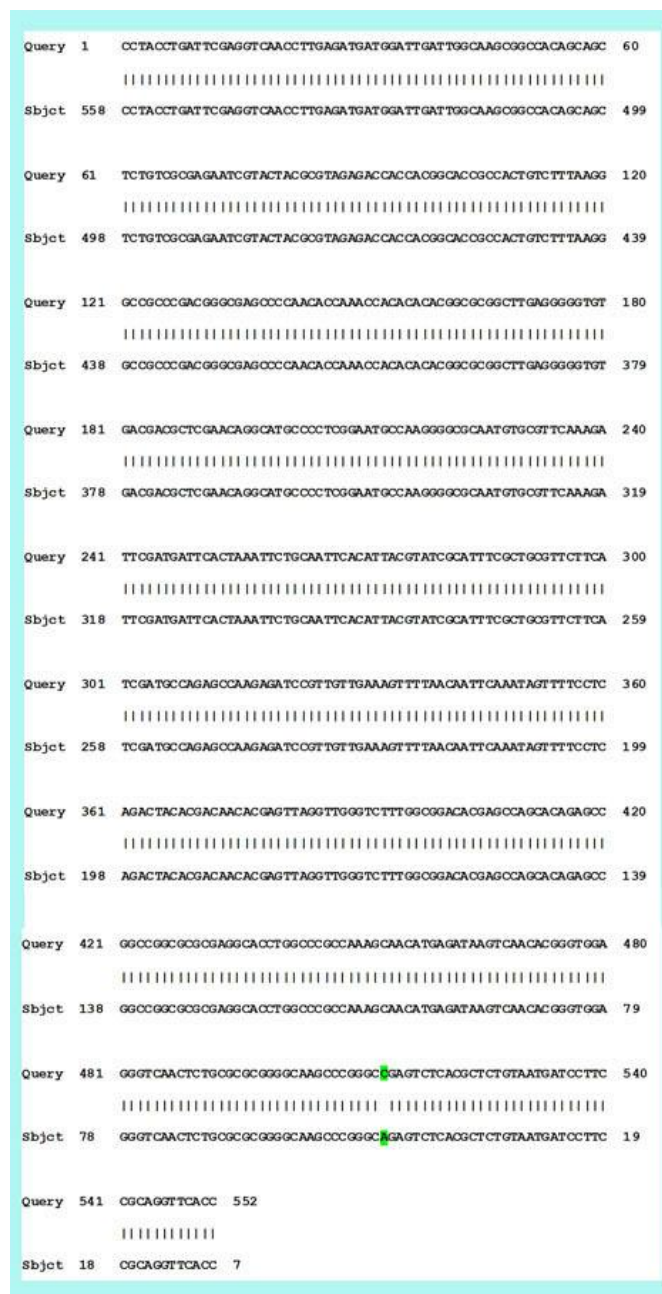 Query 1 CCTACCTGATTCGAGGTCAACCTTGAGATGATGGATTGATTGGCAAGCGGCCACAGCAGC 60
||||||||||||||||||||||||||||||||||||||||||||||||||||||||||||
Sbjct 558 CCTACCTGATTCGAGGTCAACCTTGAGATGATGGATTGATTGGCAAGCGGCCACAGCAGC 499
Query 61 TCTGTCGCGAGAATCGTACTACGCGTAGAGACCACCACGGCACCGCCACTGTCTTTAAGG 120
||||||||||||||||||||||||||||||||||||||||||||||||||||||||||||
Sbjct 498 TCTGTCGCGAGAATCGTACTACGCGTAGAGACCACCACGGCACCGCCACTGTCTTTAAGG 439
Query 121 GCCGCCCGACGGGCGAGCCCCAACACCAAACCACACACACGGCGCGGCTTGAGGGGGTGT 180
||||||||||||||||||||||||||||||||||||||||||||||||||||||||||||
Sbjct 438 GCCGCCCGACGGGCGAGCCCCAACACCAAACCACACACACGGCGCGGCTTGAGGGGGTGT 379
Query 181 GACGACGCTCGAACAGGCATGCCCCTCGGAATGCCAAGGGGCGCAATGTGCGTTCAAAGA 240
||||||||||||||||||||||||||||||||||||||||||||||||||||||||||||
Sbjct 378 GACGACGCTCGAACAGGCATGCCCCTCGGAATGCCAAGGGGCGCAATGTGCGTTCAAAGA 319
Query 241 TTCGATGATTCACTAAATTCTGCAATTCACATTACGTATCGCATTTCGCTGCGTTCTTCA 300
||||||||||||||||||||||||||||||||||||||||||||||||||||||||||||
Sbjct 318 TTCGATGATTCACTAAATTCTGCAATTCACATTACGTATCGCATTTCGCTGCGTTCTTCA 259
Query 301 TCGATGCCAGAGCCAAGAGATCCGTTGTTGAAAGTTTTAACAATTCAAATAGTTTTCCTC 360
||||||||||||||||||||||||||||||||||||||||||||||||||||||||||||
Sbjct 258 TCGATGCCAGAGCCAAGAGATCCGTTGTTGAAAGTTTTAACAATTCAAATAGTTTTCCTC 199
Query 361 AGACTACACGACAACACGAGTTAGGTTGGGTCTTTGGCGGACACGAGCCAGCACAGAGCC 420
||||||||||||||||||||||||||||||||||||||||||||||||||||||||||||
Sbjct 198 AGACTACACGACAACACGAGTTAGGTTGGGTCTTTGGCGGACACGAGCCAGCACAGAGCC 139
Query 421 GGCCGGCGCGCGAGGCACCTGGCCCGCCAAAGCAACATGAGATAAGTCAACACGGGTGGA 480
||||||||||||||||||||||||||||||||||||||||||||||||||||||||||||
Sbjct 138 GGCCGGCGCGCGAGGCACCTGGCCCGCCAAAGCAACATGAGATAAGTCAACACGGGTGGA 79
Query 481 GGGTCAACTCTGCGCGCGGGGCAAGCCCGGGCCGAGTCTCACGCTCTGTAATGATCCTTC 540
|||||||||||||||||||||||||||||||| |||||||||||||||||||||||||||
Sbjct 78 GGGTCAACTCTGCGCGCGGGGCAAGCCCGGGCAGAGTCTCACGCTCTGTAATGATCCTTC 19
Query 541 CGCAGGTTCACC 552
||||||||||||
Sbjct 18 CGCAGGTTCACC 7